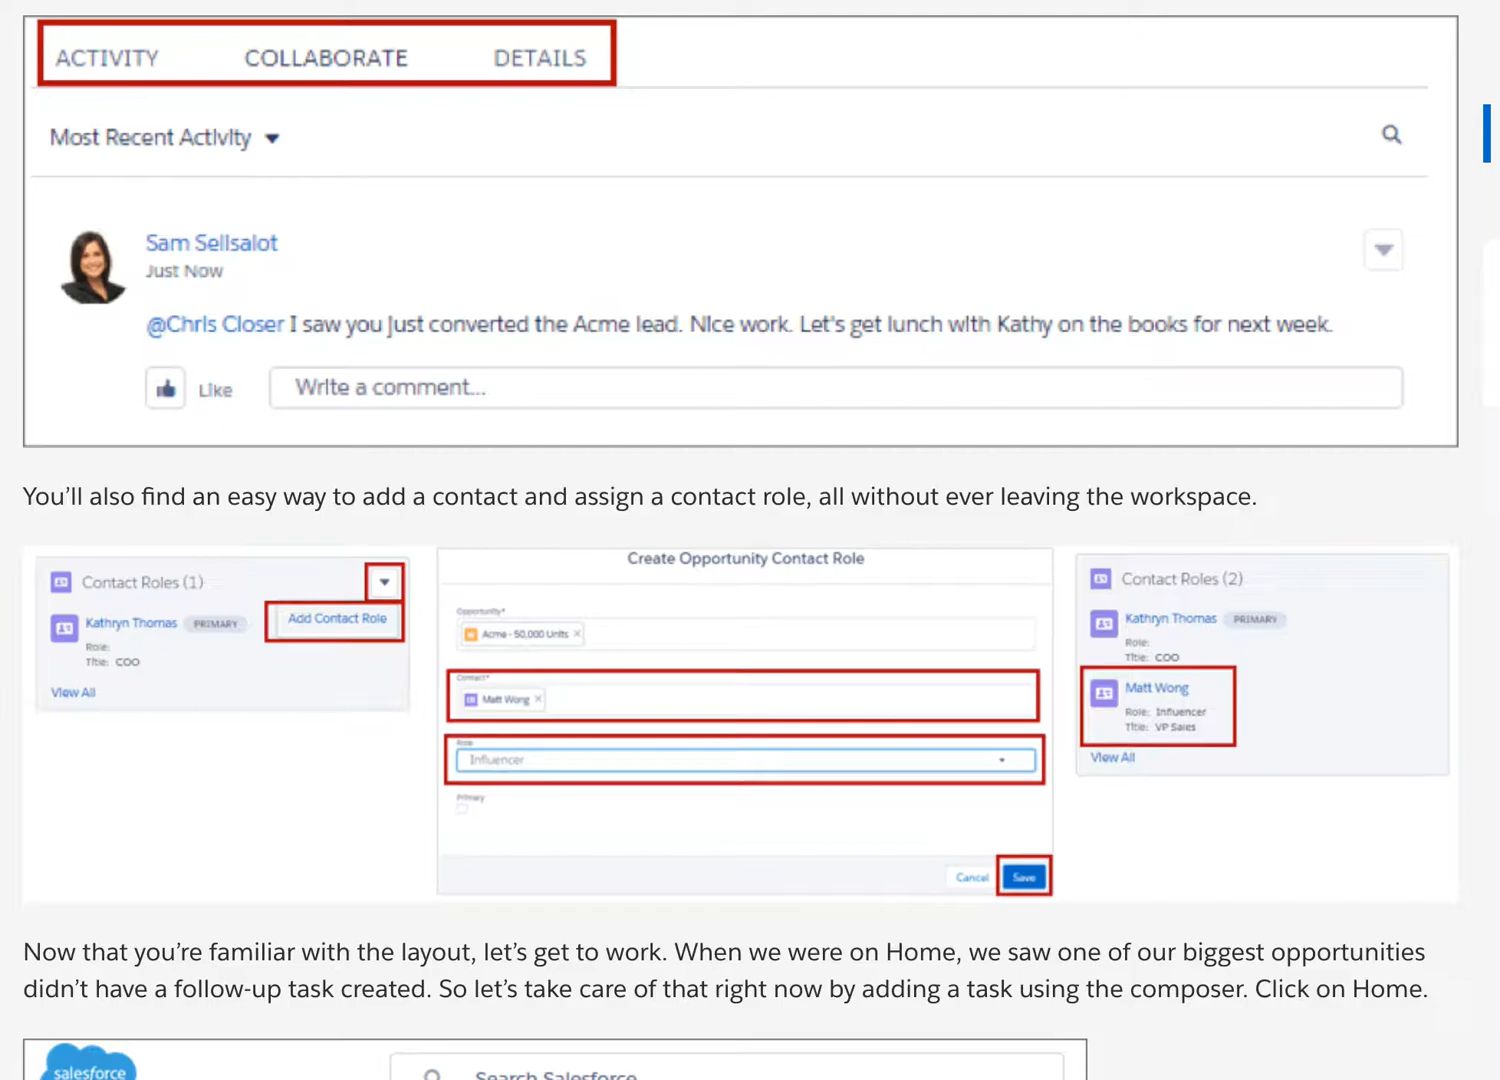 ACTIVITY COLLABORATE DETAILS
Most Recent Activity
Sam Sellsalot
Just Now
@Chris Closer I saw you just converted the Acme lead. Nice work. Let's get lunch with Kathy on the books for next week.
Like Write a comment...
You’ll also find an easy way to add a contact and assign a contact role, all without ever leaving the workspace.
Contact Roles (1)
Kathryn Thomas PRIMARY
Add Contact Role
Role:
Title: COO
View All
Create Opportunity Contact Role
Opportunity*
Acme - 50,000 Units ×
Contact*
Matt Wong ×
Role
Influencer
Primary
Cancel Save
Contact Roles (2)
Kathryn Thomas PRIMARY
Role:
Title: COO
Matt Wong
Role: Influencer
Title: VP Sales
View All
Now that you’re familiar with the layout, let’s get to work. When we were on Home, we saw one of our biggest opportunities
didn’t have a follow-up task created. So let’s take care of that right now by adding a task using the composer. Click on Home.
salesforce
Search Salesforce